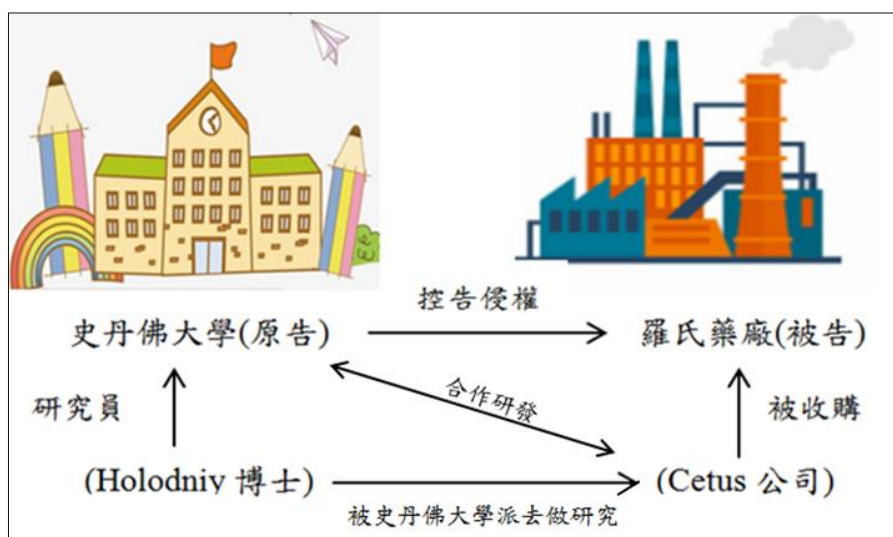 控告侵權
史丹佛大學(原告)
羅氏藥廠(被告)
合作研發
研究員
被收購
(Holodniy 博士)
(Cetus 公司)
被史丹佛大學派去做研究